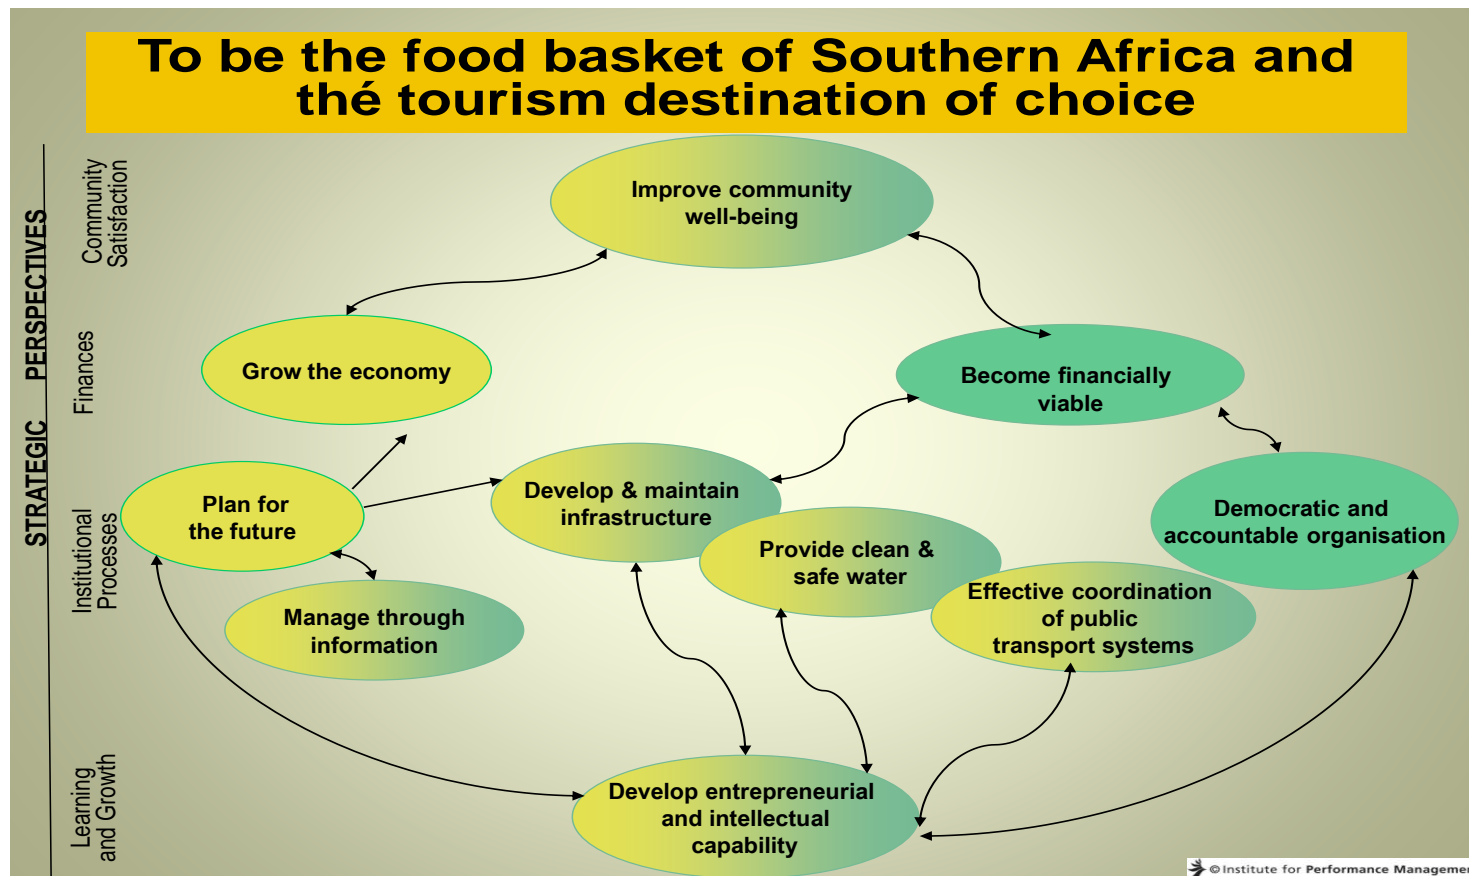 To be the food basket of Southern Africa and
thé tourism destination of choice
STRATEGIC PERSPECTIVES
Community
Satisfaction
Finances
Institutional
Processes
Learning
and Growth
Improve community
well-being
Grow the economy
Become financially
viable
Plan for
the future
Develop & maintain
infrastructure
Provide clean &
safe water
Effective coordination
of public
transport systems
Democratic and
accountable organisation
Manage through
information
Develop entrepreneurial
and intellectual
capability
© Institute for Performance Managemen